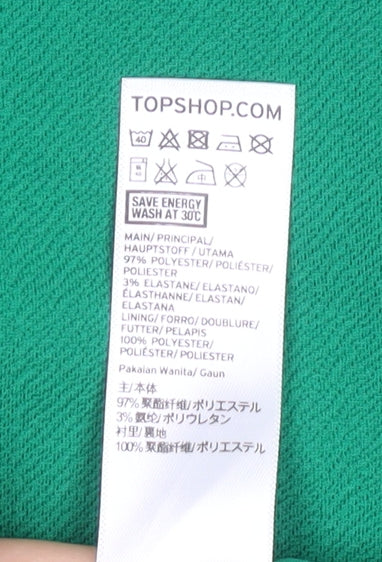 TOPSHOP.COM
40
中
SAVE ENERGY
WASH AT 30℃
MAIN/ PRINCIPAL/
HAUPTSTOFF/ UTAMA
97% POLYESTER/ POLIÉSTER/
POLIESTER
3% ELASTANE/ ELASTANO/
ÉLASTHANNE/ ELASTAN/
ELASTANA
LINING/ FORRO/ DOUBLURE/
FUTTER/ PELAPIS
100% POLYESTER/
POLIÉSTER/ POLIESTER
Pakaian Wanita/ Gaun
主/本体
97% 聚酯纤维/ポリエステル
3% 氨纶/ポリウレタン
衬里/裏地
100% 聚酯纤维/ポリエステル